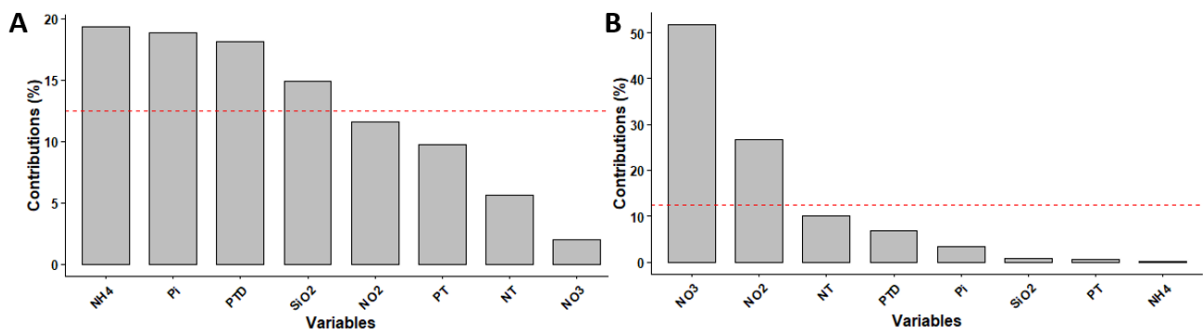 A
Contributions (%)
20
15
10
5
0
NH4 Pi PTD SiO2 NO2 PT NT NO3
Variables
B
Contributions (%)
50
40
30
20
10
0
NO3 NO2 NT PTD Pi SiO2 PT NH4
Variables